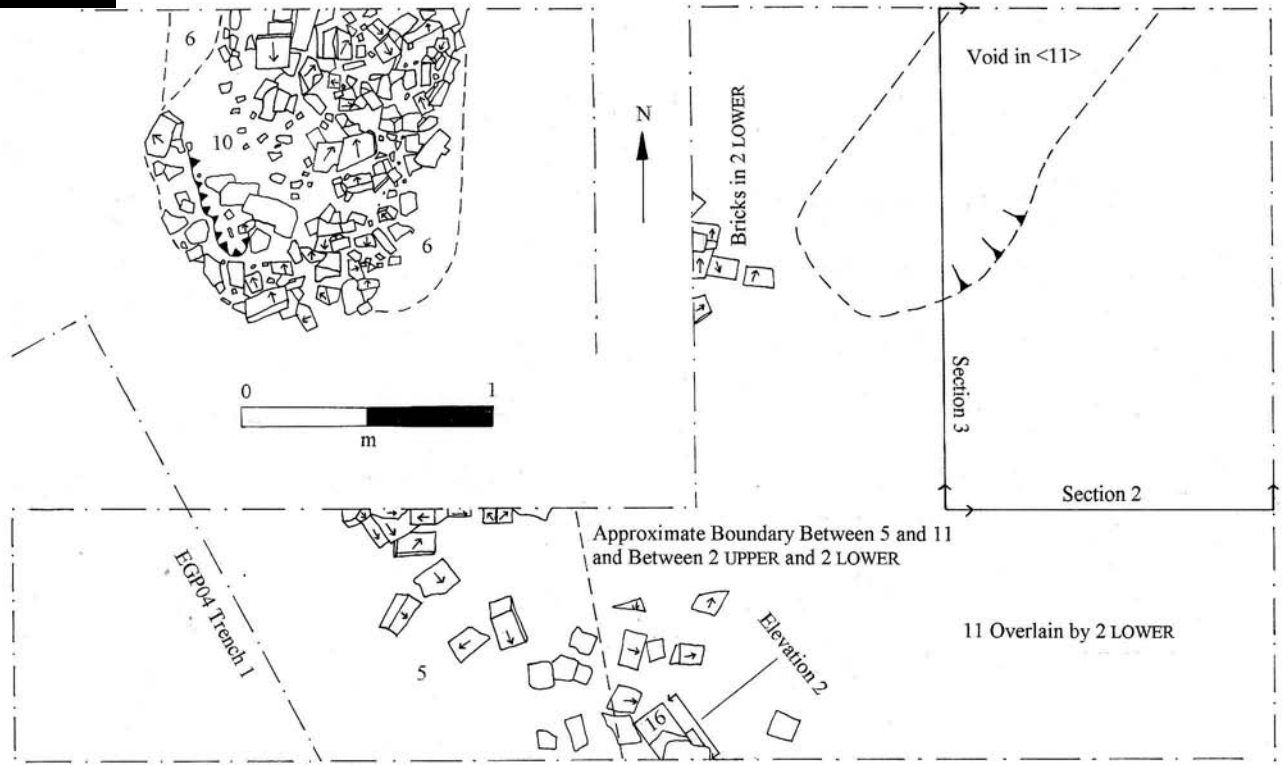 6
Void in <11>
N
10
Bricks in 2 LOWER
6
0 1
m
Section 3
Section 2
Approximate Boundary Between 5 and 11
and Between 2 UPPER and 2 LOWER
EGP04 Trench 1
5
Elevation 2
11 Overlain by 2 LOWER
16